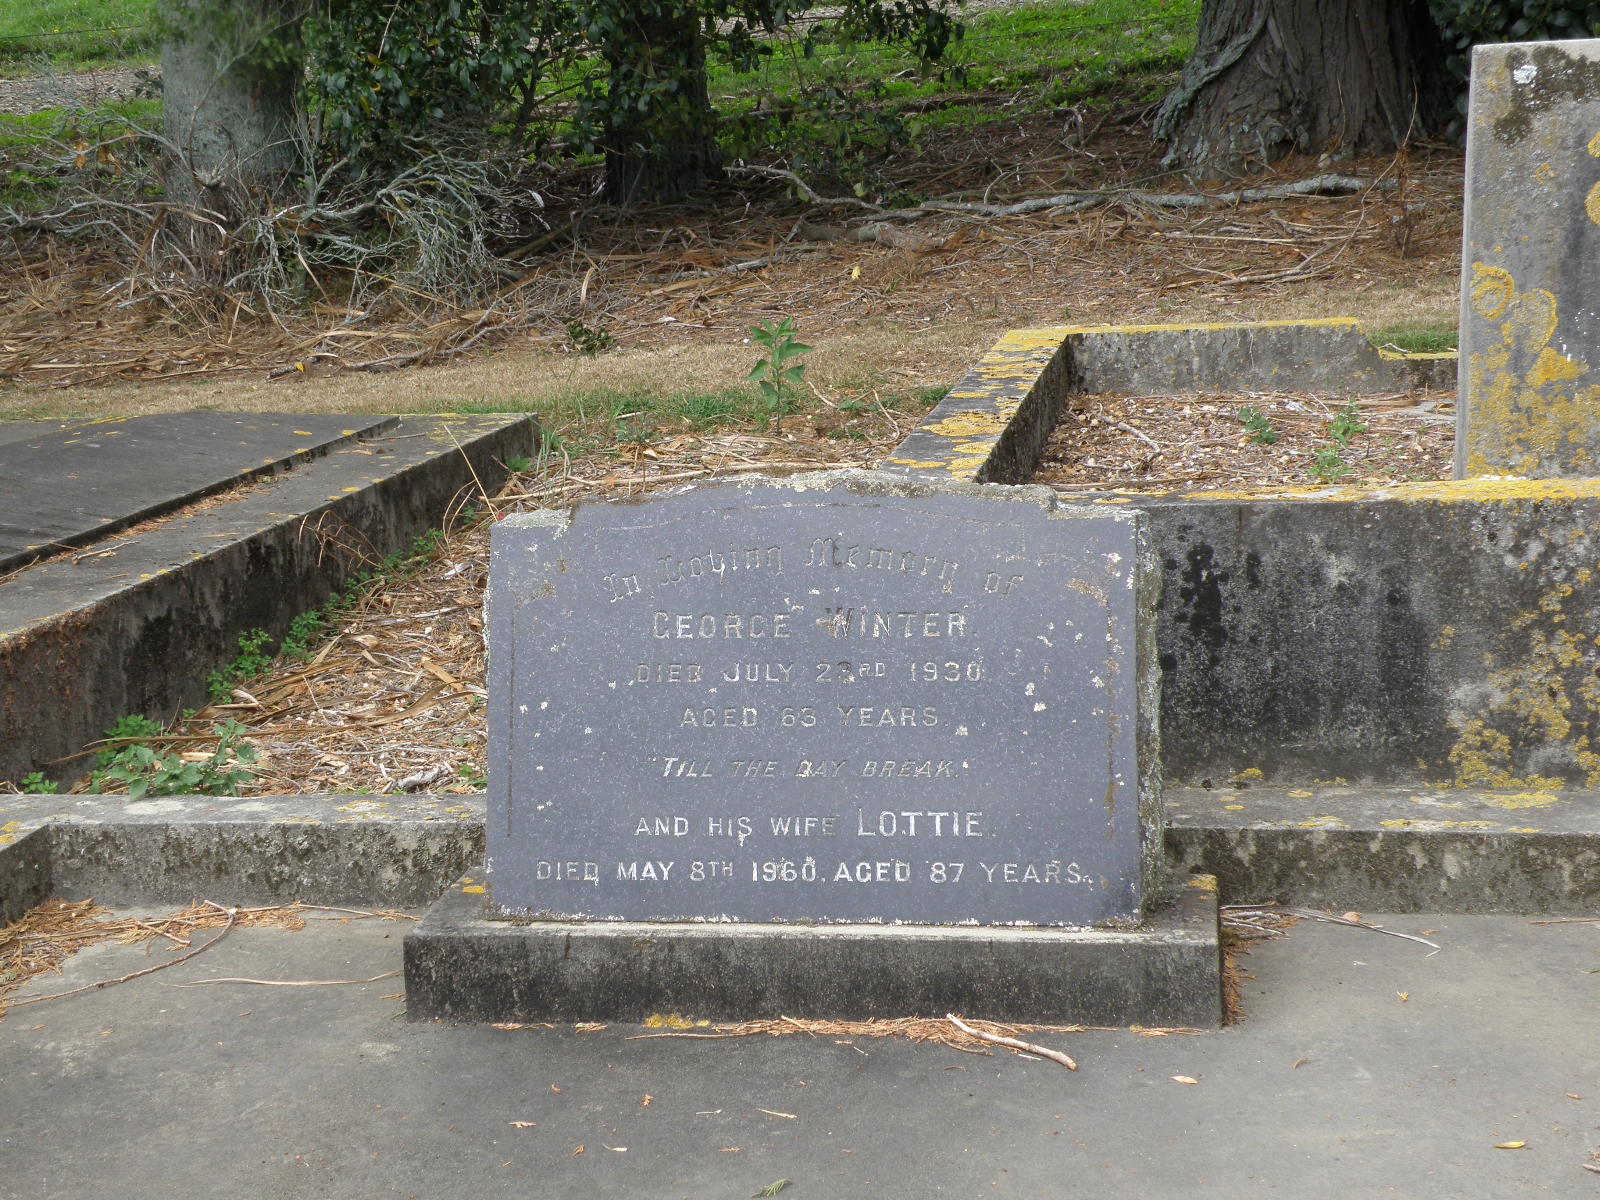 In Loving Memory of
GEORGE WINTER.
DIED JULY 23RD 1930
AGED 63 YEARS.
"TILL THE DAY BREAK."
AND HIS WIFE LOTTIE.
DIED MAY 8TH 1960. AGED 87 YEARS.